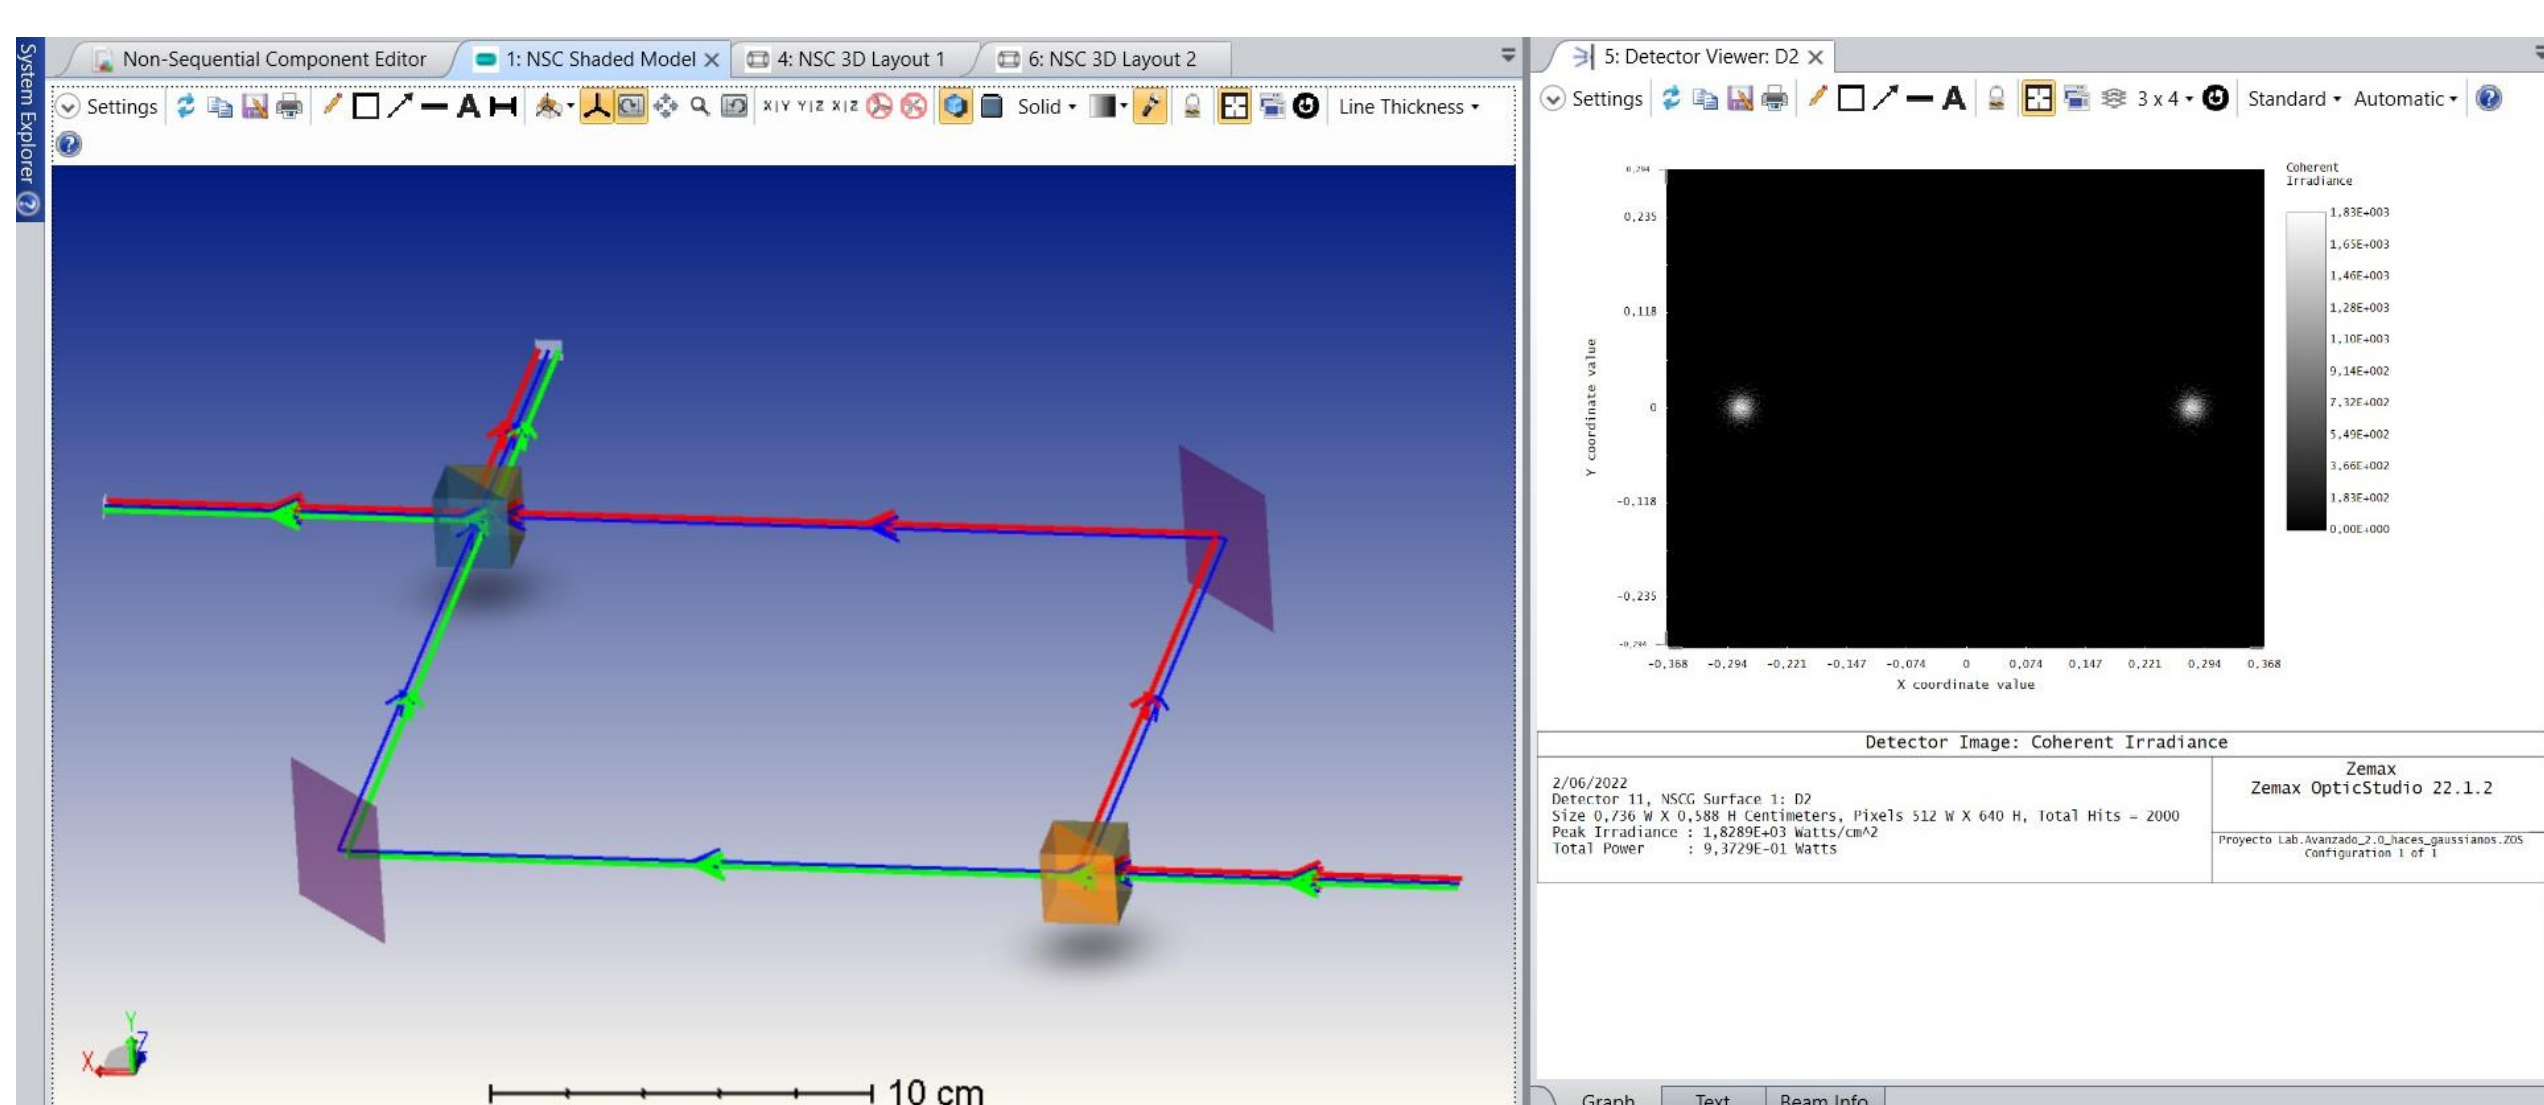 System Explorer
Non-Sequential Component Editor
1: NSC Shaded Model
4: NSC 3D Layout 1
6: NSC 3D Layout 2
Settings
A
X|Y Y|Z X|Z
Solid
Line Thickness
X
Y
Z
10 cm
5: Detector Viewer: D2
Settings
A
3 x 4
Standard
Automatic
0,294
0,235
0,118
0
-0,118
-0,235
-0,294
Y coordinate value
-0,368 -0,294 -0,221 -0,147 -0,074 0 0,074 0,147 0,221 0,294 0,368
X coordinate value
Coherent
Irradiance
1,83E+003
1,65E+003
1,46E+003
1,28E+003
1,10E+003
9,14E+002
7,32E+002
5,49E+002
3,66E+002
1,83E+002
0,00E+000
Detector Image: Coherent Irradiance
2/06/2022
Detector 11, NSCG Surface 1: D2
Size 0,736 W X 0,588 H Centimeters, Pixels 512 W X 640 H, Total Hits = 2000
Peak Irradiance : 1,8289E+03 Watts/cm^2
Total Power : 9,3729E-01 Watts
Zemax
Zemax OpticStudio 22.1.2
Proyecto Lab.Avanzado_2.0_haces_gaussianos.ZOS
Configuration 1 of 1
Graph
Text
Beam Info